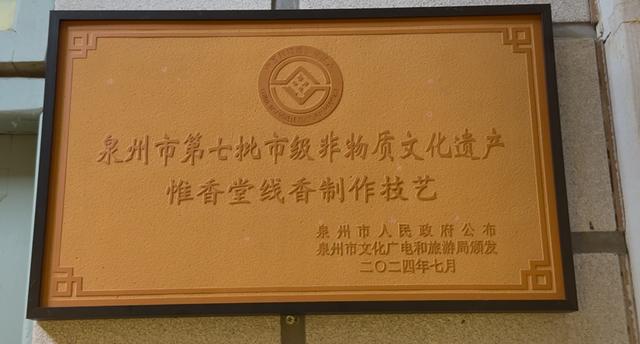 泉州市第七批市级非物质文化遗产
惟香堂线香制作技艺
泉州市人民政府公布
泉州市文化广电和旅游局颁发
二〇二四年七月